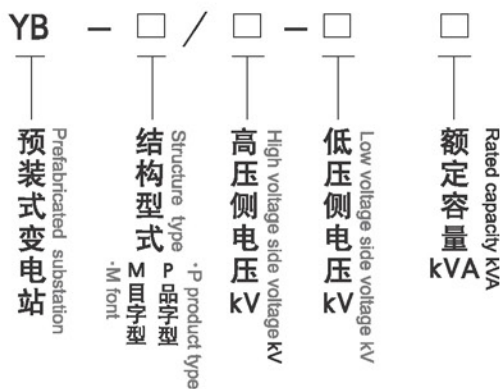 YB - □ / □ - □ □
预装式变电站
Prefabricated substation
结构型式
Structure type
P品字型
·P product type
M目字型
·M font
高压侧电压kV
High voltage side voltage kV
低压侧电压kV
Low voltage side voltage kV
额定容量kVA
Rated capacity kVA